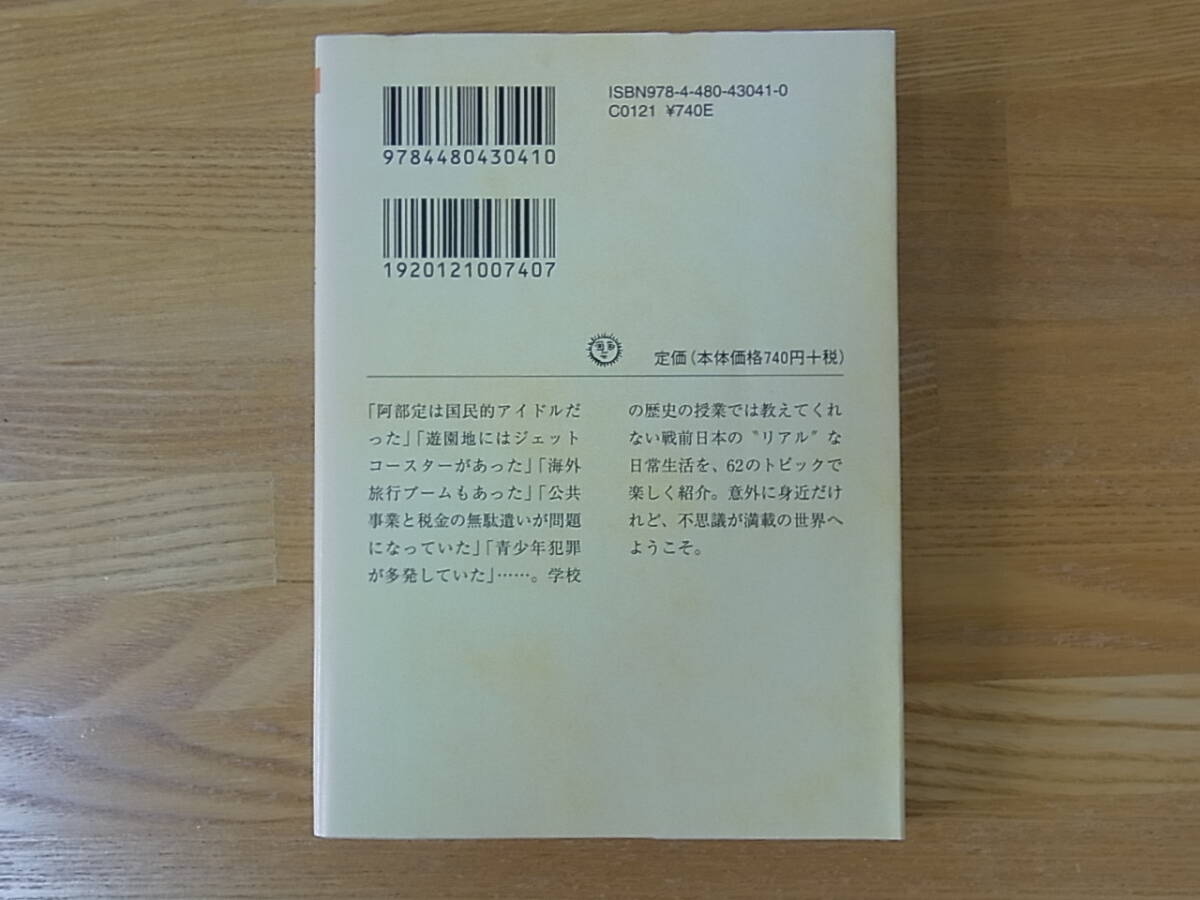 ISBN978-4-480-43041-0
C0121 ¥740E
9784480430410
1920121007407
定価(本体価格740円十税)
「阿部定は国民的アイドルだ
った」「遊園地にはジェット
コースターがあった」「海外
旅行ブームもあった」「公共
事業と税金の無駄遣いが問題
になっていた」「青少年犯罪
が多発していた」……。学校
の歴史の授業では教えてくれ
ない戦前日本の〝リアル〟な
日常生活を、62のトピックで
楽しく紹介。意外に身近だけ
れど、不思議が満載の世界へ
ようこそ。